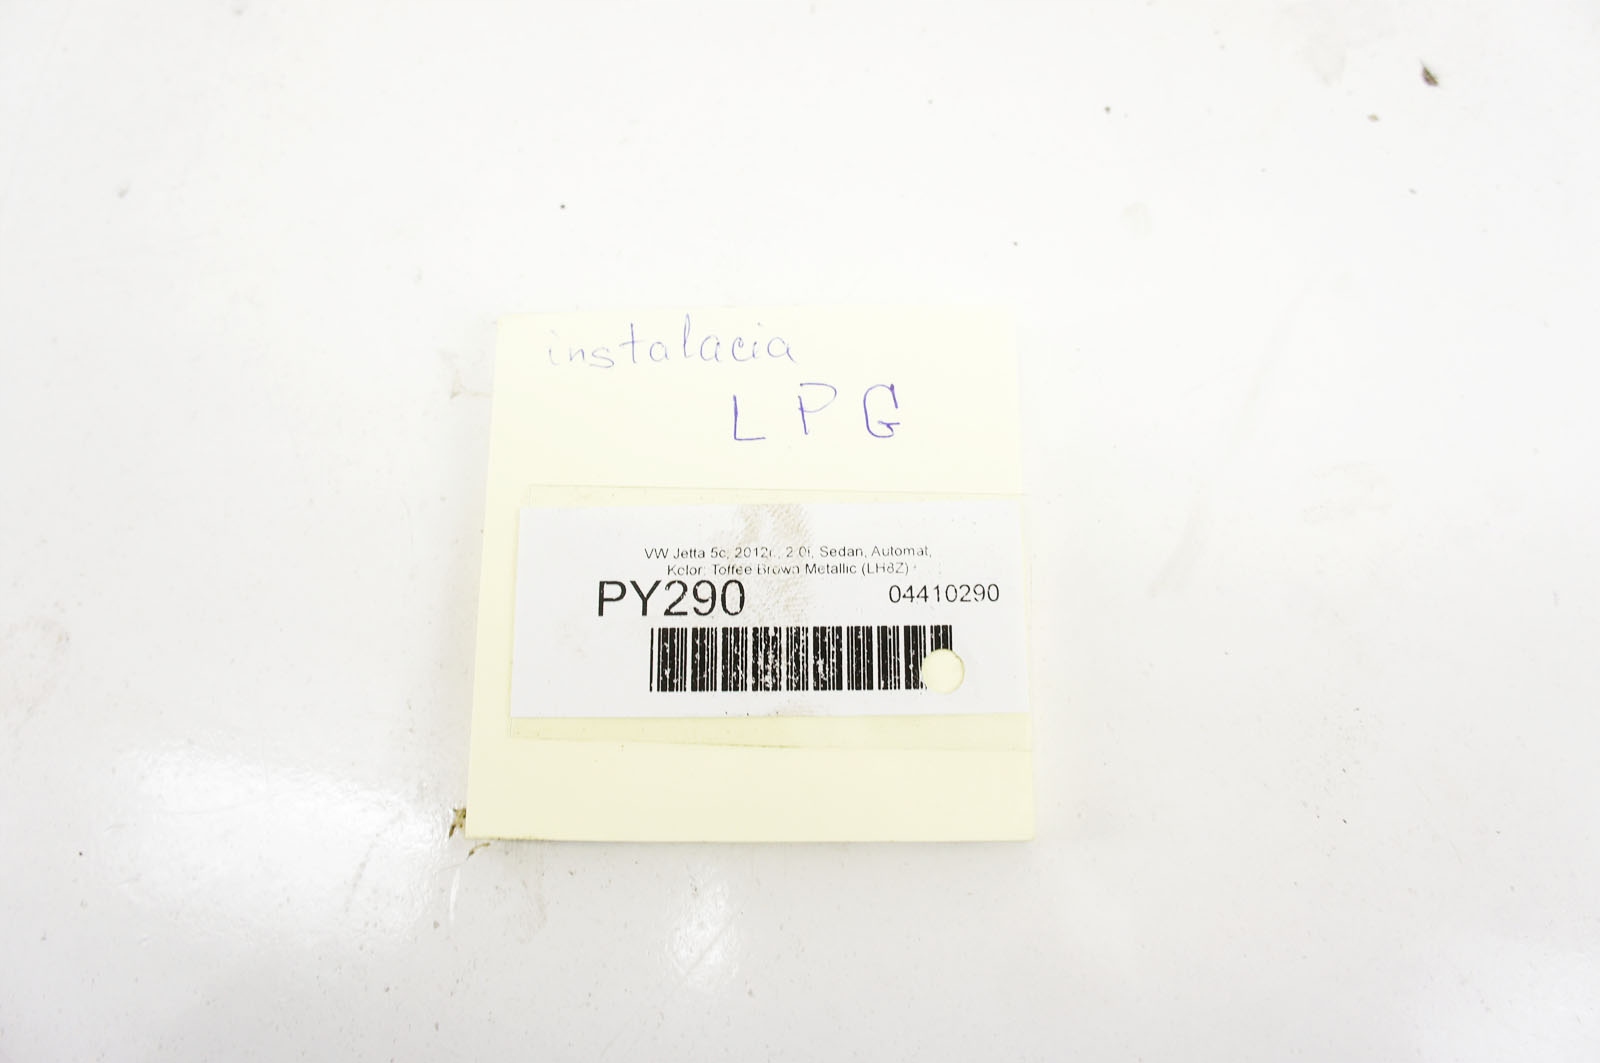 instalacia
LPG
VW Jetta 5c, 2012r., 2.0i, Sedan, Automat,
Kolor: Toffee Brown Metallic (LH8Z)
PY290
04410290